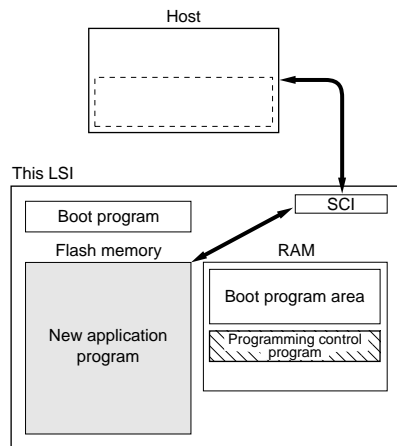 Host
This LSI
SCI
Boot program
Flash memory
RAM
Boot program area
New application
program
Programming control
program